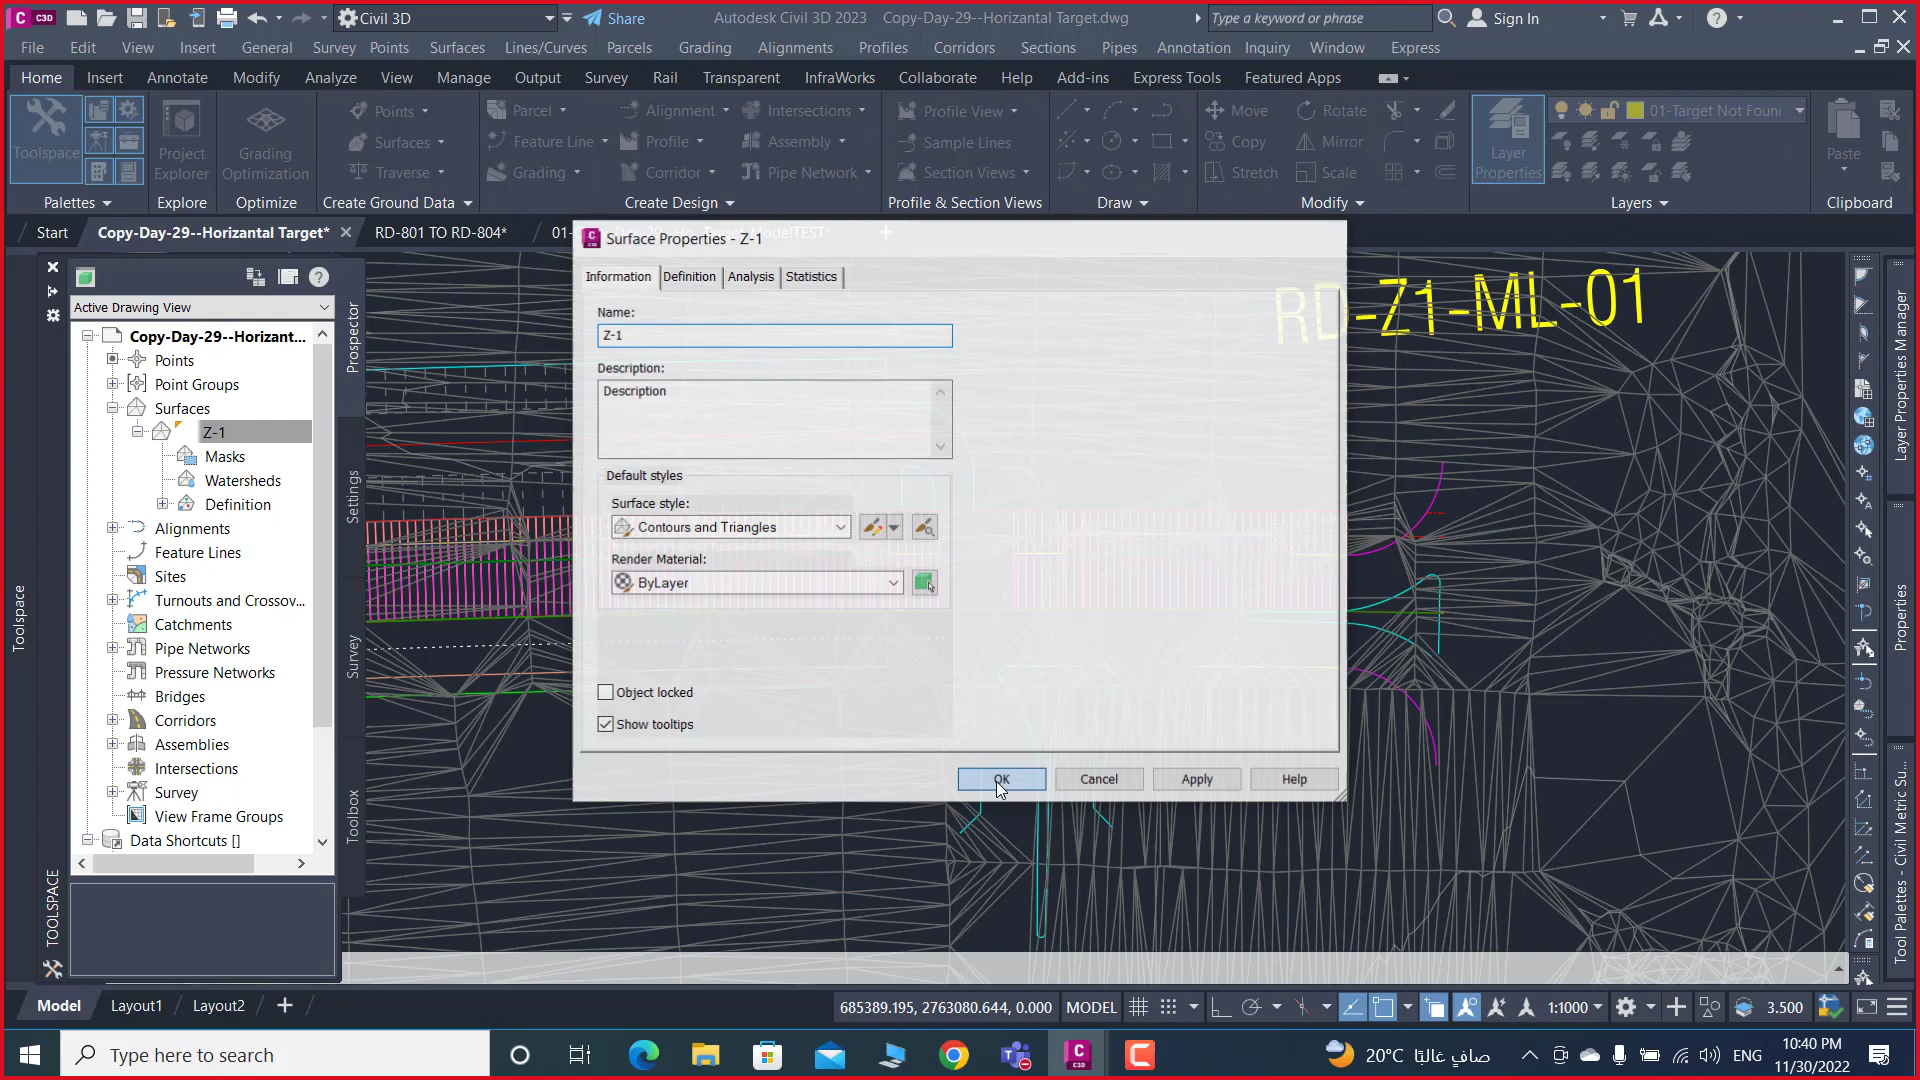 C C3D Civil 3D Share Autodesk Civil 3D 2023 Copy-Day-29--Horizantal Target.dwg Type a keyword or phrase Sign In
File Edit View Insert General Survey Points Surfaces Lines/Curves Parcels Grading Alignments Profiles Corridors Sections Pipes Annotation Inquiry Window Express
Home Insert Annotate Modify Analyze View Manage Output Survey Rail Transparent InfraWorks Collaborate Help Add-ins Express Tools Featured Apps
Points Parcel Alignment Intersections Profile View Move Rotate 01-Target Not Foun
Toolspace Project Explorer Grading Optimization Surfaces Feature Line Profile Assembly Sample Lines Copy Mirror Layer Properties Paste
Traverse Grading Corridor Pipe Network Section Views Stretch Scale
Palettes Explore Optimize Create Ground Data Create Design Profile & Section Views Draw Modify Layers Clipboard
Start Copy-Day-29--Horizantal Target* RD-801 TO RD-804* 01-
Surface Properties - Z-1
Information Definition Analysis Statistics
Name:
Z-1
Description:
Description
Default styles
Surface style:
Contours and Triangles
Render Material:
ByLayer
Object locked
Show tooltips
OK Cancel Apply Help
RD-Z1-ML-01
Active Drawing View
Copy-Day-29--Horizant...
Points
Point Groups
Surfaces
Z-1
Masks
Watersheds
Definition
Alignments
Feature Lines
Sites
Turnouts and Crossov...
Catchments
Pipe Networks
Pressure Networks
Bridges
Corridors
Assemblies
Intersections
Survey
View Frame Groups
Data Shortcuts []
Prospector
Settings
Survey
Toolbox
Toolspace
TOOLSPACE
Layer Properties Manager
Properties
Tool Palettes - Civil Metric Su...
Model Layout1 Layout2 685389.195, 2763080.644, 0.000 MODEL 1:1000 3.500
Type here to search 20°C صافٍ غالبًا ENG 10:40 PM
11/30/2022